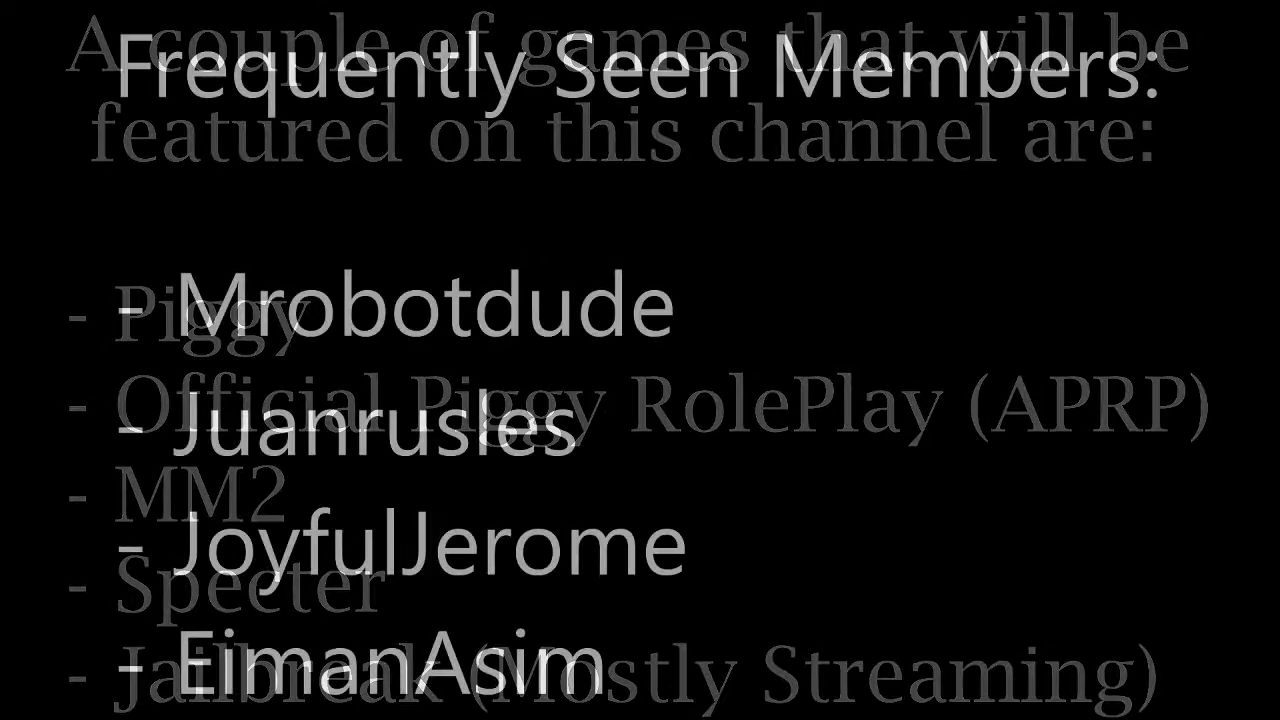 A couple of games that will be
featured on this channel are:
- Piggy
- Official Piggy RolePlay (APRP)
- MM2
- Specter
- Jailbreak (Mostly Streaming)
Frequently Seen Members:
- Mrobotdude
- Juanrusles
- JoyfulJerome
- EimanAsim